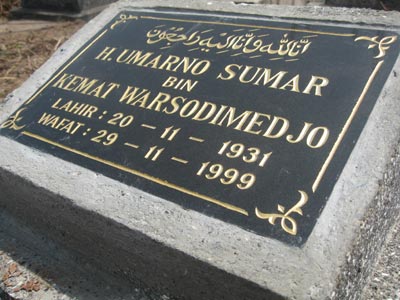 إنا لله وإنا إليه راجعون
H. UMARNO SUMAR
BIN
KEMAT WARSODIMEDJO
LAHIR : 20 - 11 - 1931
WAFAT : 29 - 11 - 1999